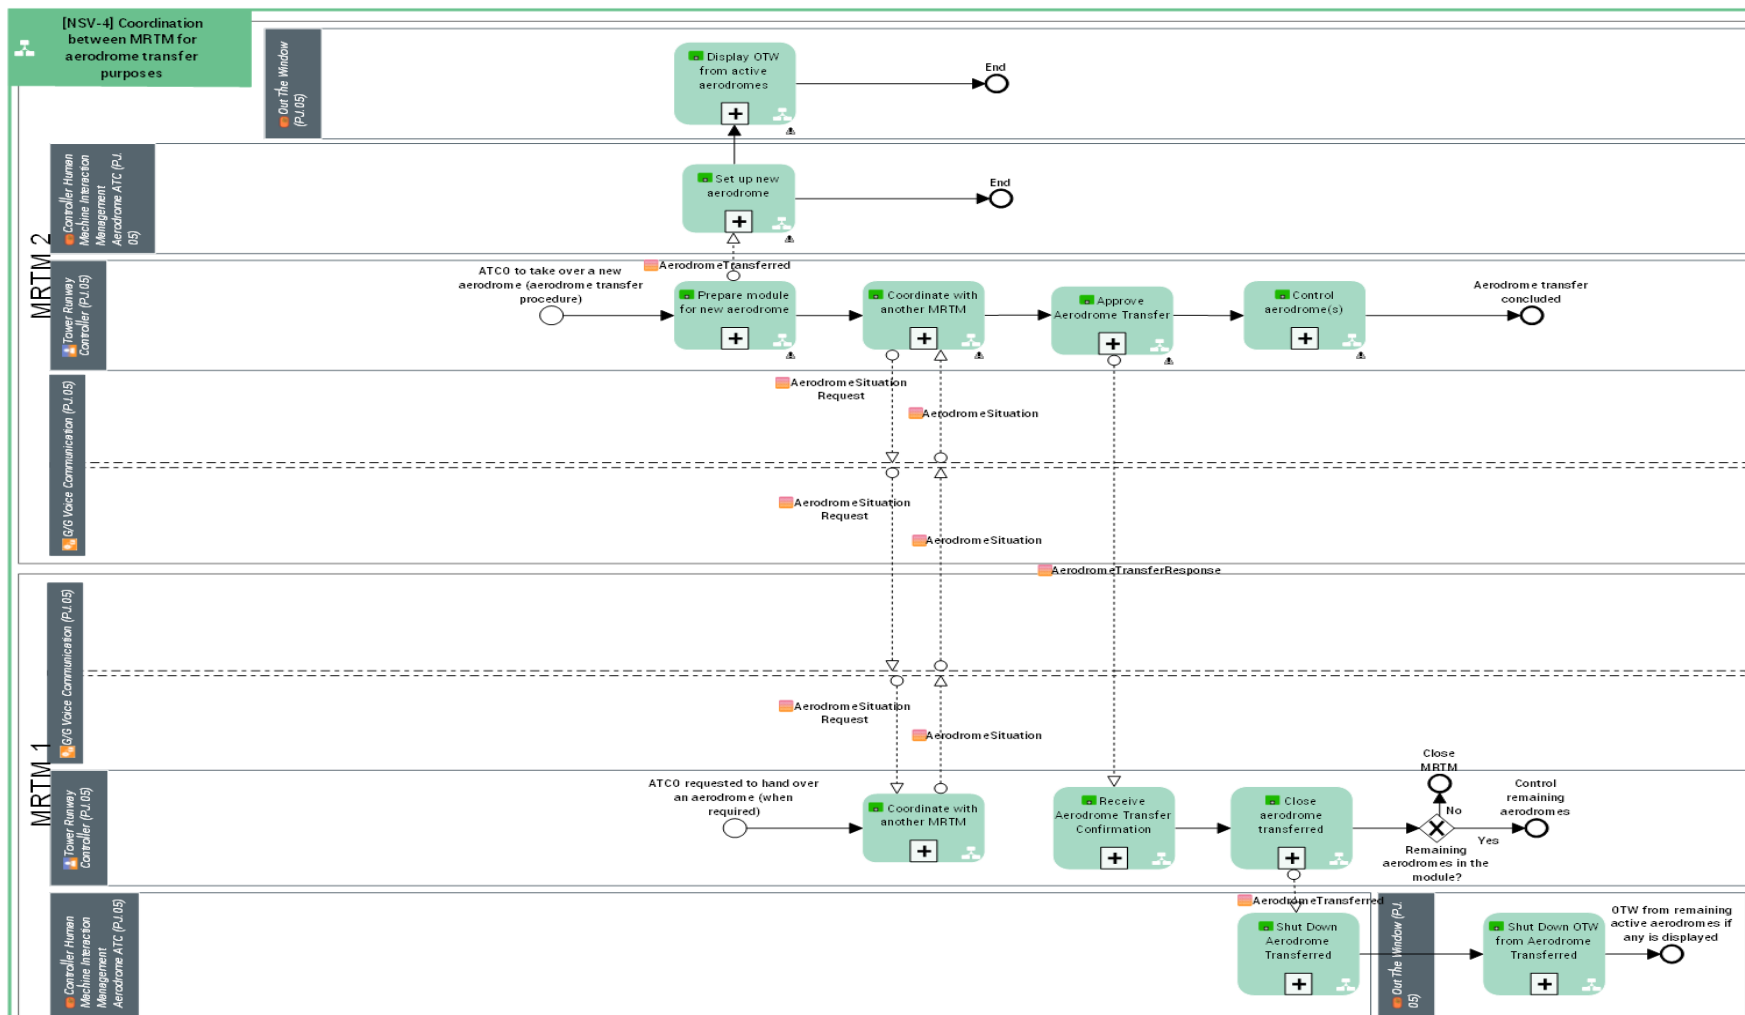 [NSV-4] Coordination
between MRTM for
aerodrome transfer
purposes
MRTM 2
Out The Window
(PJ.05)
Display OTW
from active
aerodromes
End
Controller Human
Machine Interaction
Management
Aerodrome ATC (PJ.
05)
Set up new
aerodrome
End
AerodromeTransferred
Tower Runway
Controller (PJ.05)
ATCO to take over a new
aerodrome (aerodrome transfer
procedure)
Prepare module
for new aerodrome
Coordinate with
another MRTM
Approve
Aerodrome Transfer
Control
aerodrome(s)
Aerodrome transfer
concluded
G/G Voice Communication (PJ.05)
AerodromeSituation
Request
AerodromeSituation
AerodromeSituation
Request
AerodromeSituation
AerodromeTransferResponse
MRTM 1
G/G Voice Communication (PJ.05)
AerodromeSituation
Request
AerodromeSituation
Tower Runway
Controller (PJ.05)
ATCO requested to hand over
an aerodrome (when
required)
Coordinate with
another MRTM
Receive
Aerodrome Transfer
Confirmation
Close
aerodrome
transferred
Close
MRTM
No
Yes
Remaining
aerodromes in the
module?
Control
remaining
aerodromes
Controller Human
Machine Interaction
Management
Aerodrome ATC (PJ.05)
AerodromeTransferred
Shut Down
Aerodrome
Transferred
Out The Window (PJ.
05)
Shut Down OTW
from Aerodrome
Transferred
OTW from remaining
active aerodromes if
any is displayed